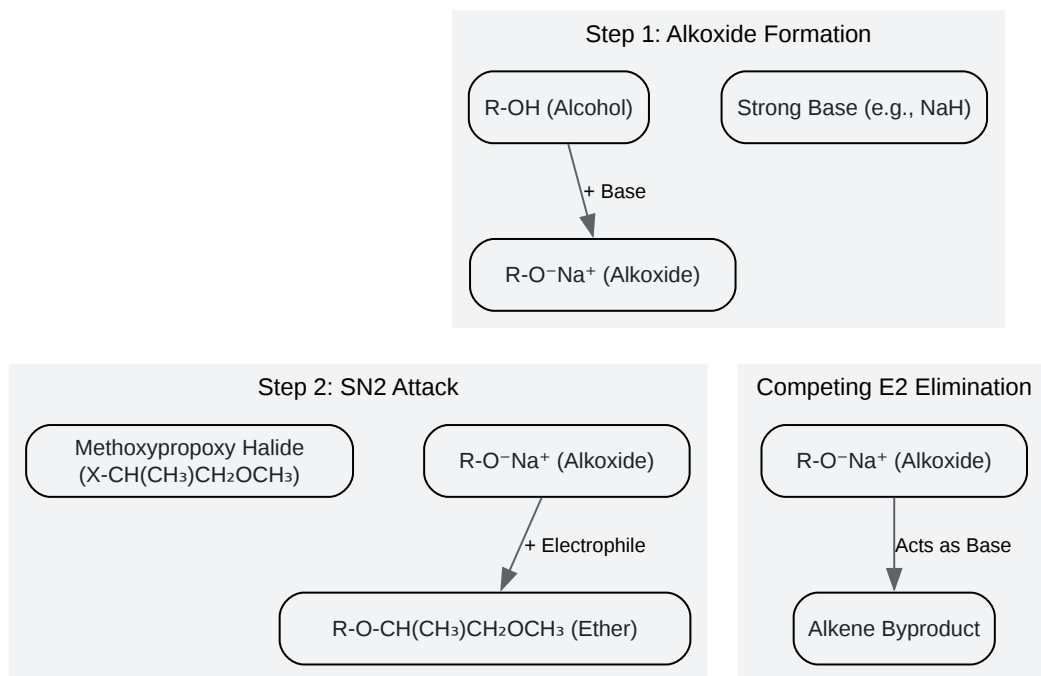 Step 1: Alkoxide Formation
R-OH (Alcohol)
Strong Base (e.g., NaH)
+ Base
R-O⁻Na⁺ (Alkoxide)
Step 2: SN2 Attack
Methoxypropoxy Halide
(X-CH(CH₃)CH₂OCH₃)
R-O⁻Na⁺ (Alkoxide)
+ Electrophile
R-O-CH(CH₃)CH₂OCH₃ (Ether)
Competing E2 Elimination
R-O⁻Na⁺ (Alkoxide)
Acts as Base
Alkene Byproduct